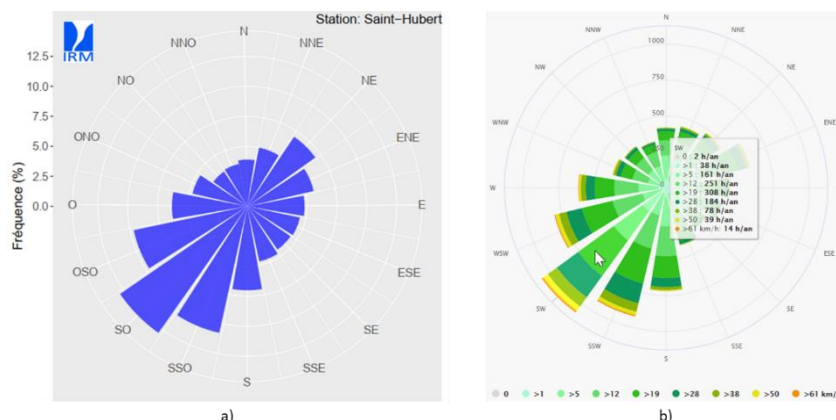 Station: Saint-Hubert
IRM
Fréquence (%)
12.5
10.0
7.5
5.0
2.5
0.0
N
NNE
NE
ENE
E
ESE
SE
SSE
S
SSO
SO
OSO
O
ONO
NO
NNO
a)
N
NNE
NE
ENE
ESE
SE
SSE
S
SSW
SW
WSW
W
WNW
NW
NNW
1000
750
500
0
SW
0: 2 h/an
>1 : 38 h/an
>5 : 161 h/an
>12 : 251 h/an
>19 : 308 h/an
>28 : 184 h/an
>38 : 78 h/an
>50 : 39 h/an
>61 km/h: 14 h/an
0 >1 >5 >12 >19 >28 >38 >50 >61 km/
b)